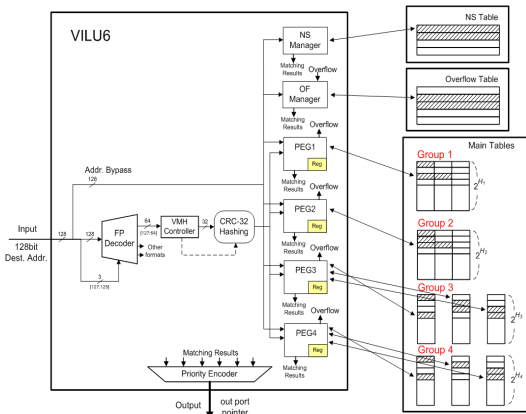 VILU6
NS
Manager
Matching
Results
Overflow
OF
Manager
Matching
Results
Overflow
PEG1
Reg
Matching
Results
Overflow
PEG2
Reg
Matching
Results
Overflow
PEG3
Reg
Matching
Results
Overflow
PEG4
Reg
Matching
Results
Addr. Bypass
128
Input
128
128bit
Dest. Addr.
128
FP
Decoder
64
[127:64]
Other
formats
VMH
Controller
32
CRC-32
Hashing
3
[127:125]
Matching Results
Priority Encoder
Output
out port
pointer
NS Table
Overflow Table
Main Tables
Group 1
2^H1
Group 2
2^H2
Group 3
2^H3
Group 4
2^H4